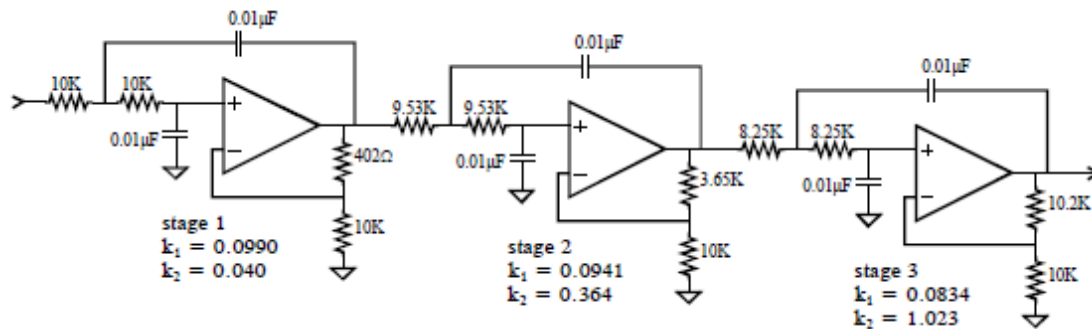 0.01µF
10K
10K
0.01µF
402Ω
10K
stage 1
k₁ = 0.0990
k₂ = 0.040
0.01µF
9.53K
9.53K
0.01µF
3.65K
10K
stage 2
k₁ = 0.0941
k₂ = 0.364
0.01µF
8.25K
8.25K
0.01µF
10.2K
10K
stage 3
k₁ = 0.0834
k₂ = 1.023